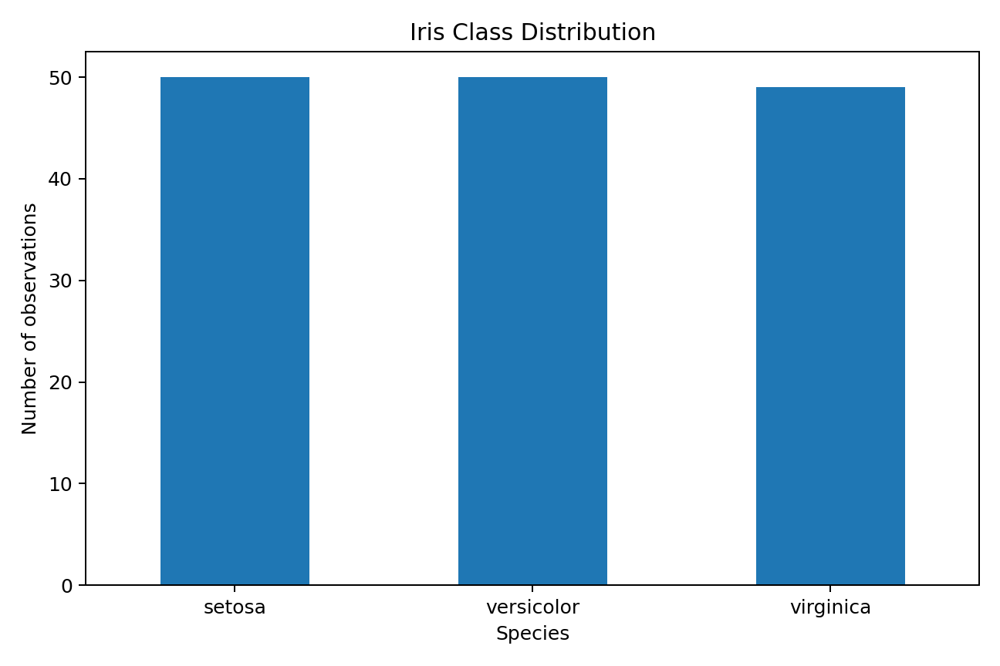 Iris Class Distribution
Number of observations
50
40
30
20
10
0
setosa
versicolor
virginica
Species